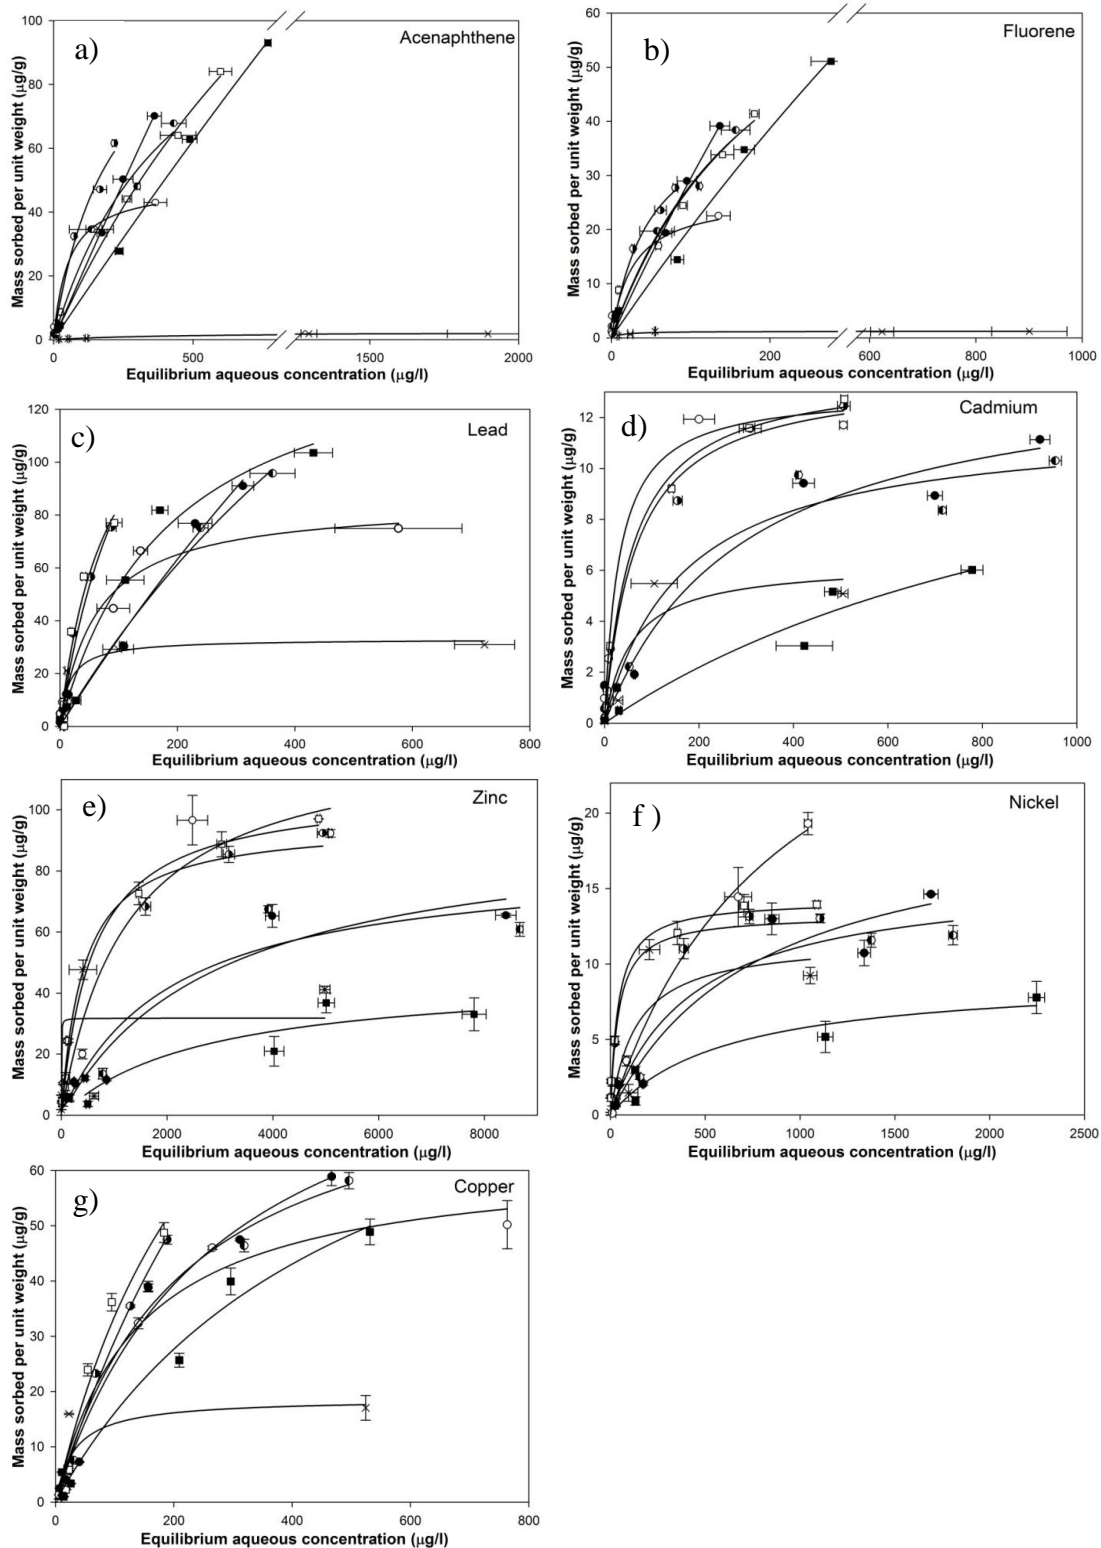 a)
Acenaphthene
100
80
60
40
20
0
0
500
1500
2000
Mass sorbed per unit weight (µg/g)
Equilibrium aqueous concentration (µg/l)
b)
Fluorene
60
50
40
30
20
10
0
0
200
600
800
1000
Mass sorbed per unit weight (µg/g)
Equilibrium aqueous concentration (µg/l)
c)
Lead
120
100
80
60
40
20
0
0
200
400
600
800
Mass sorbed per unit weight (µg/g)
Equilibrium aqueous concentration (µg/l)
d)
Cadmium
12
10
8
6
4
2
0
0
200
400
600
800
1000
Mass sorbed per unit weight (µg/g)
Equilibrium aqueous concentration (µg/l)
e)
Zinc
100
80
60
40
20
0
0
2000
4000
6000
8000
Mass sorbed per unit weight (µg/g)
Equilibrium aqueous concentration (µg/l)
f )
Nickel
20
15
10
5
0
0
500
1000
1500
2000
2500
Mass sorbed per unit weight (µg/g)
Equilibrium aqueous concentration (µg/l)
g)
Copper
60
50
40
30
20
10
0
0
200
400
600
800
Mass sorbed per unit weight (µg/g)
Equilibrium aqueous concentration (µg/l)